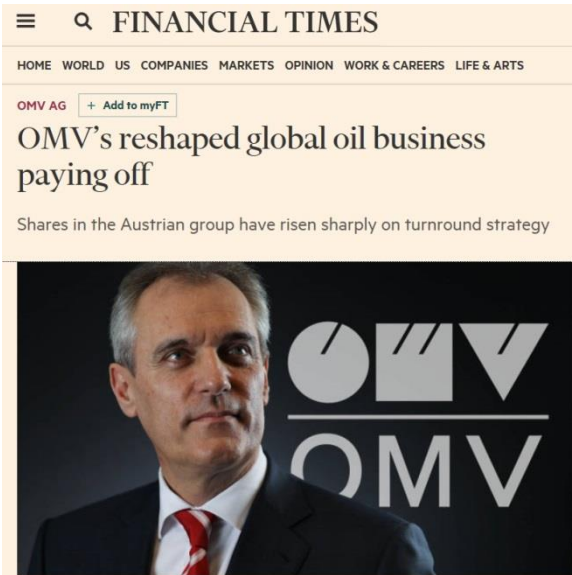 FINANCIAL TIMES
HOME WORLD US COMPANIES MARKETS OPINION WORK & CAREERS LIFE & ARTS
OMV AG + Add to myFT
OMV's reshaped global oil business
paying off
Shares in the Austrian group have risen sharply on turnround strategy
OMV
OMV